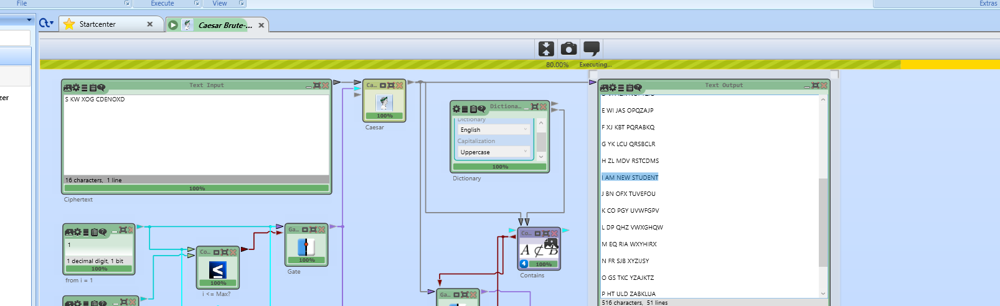 File
Execute
View
Extras
Startcenter
Caesar Brute-...
80.00% Executing...
zer
Text Input
S KW XOG CDENOXD
16 characters, 1 line
100%
Ciphertext
Ca...
100%
Caesar
Dictiona...
Dictionary
English
Capitalization
Uppercase
100%
Dictionary
Text Output
E WI JAS OPQZAJP
F XJ KBT PQRABKQ
G YK LCU QRSBCLR
H ZL MDV RSTCDMS
I AM NEW STUDENT
J BN OFX TUVEFOU
K CO PGY UVWFGPV
L DP QHZ VWXGHQW
M EQ RIA WXYHIRX
N FR SJB XYZIJSY
O GS TKC YZAJKTZ
P HT ULD ZABKLUA
516 characters, 51 lines
1
1 decimal digit, 1 bit
100%
from i = 1
Co...
≤
100%
i <= Max?
Ga...
100%
Gate
Co...
A ⊄ B
4
100%
Contains
Ga...